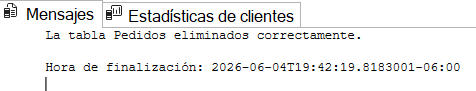 Mensajes
Estadísticas de clientes
La tabla Pedidos eliminados correctamente.
Hora de finalización: 2026-06-04T19:42:19.8183001-06:00